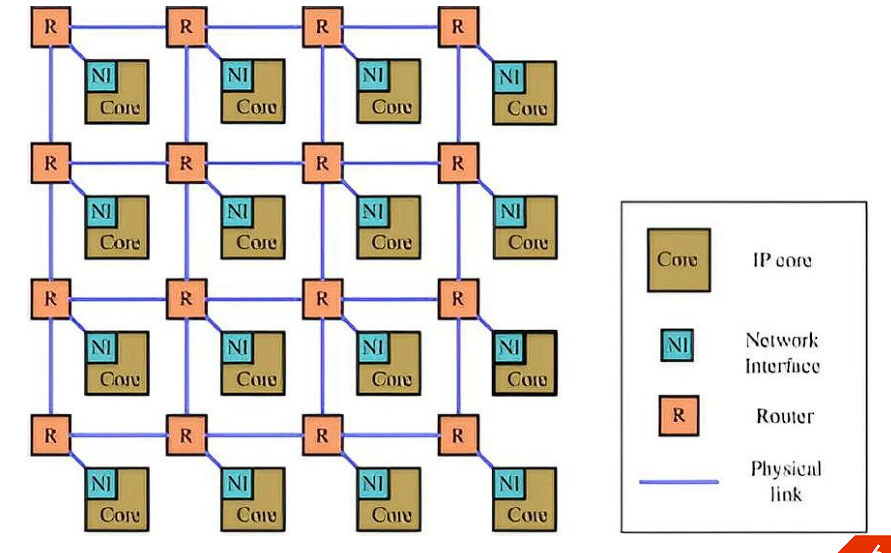 R R R R
NI NI NI NI
Core Core Core Core
R R R R
NI NI NI NI
Core Core Core Core
Core IP core
R R R R
NI NI NI NI
Core Core Core Core
NI Network
Interface
R Router
R R R R
NI NI NI NI
Core Core Core Core
Physical
link